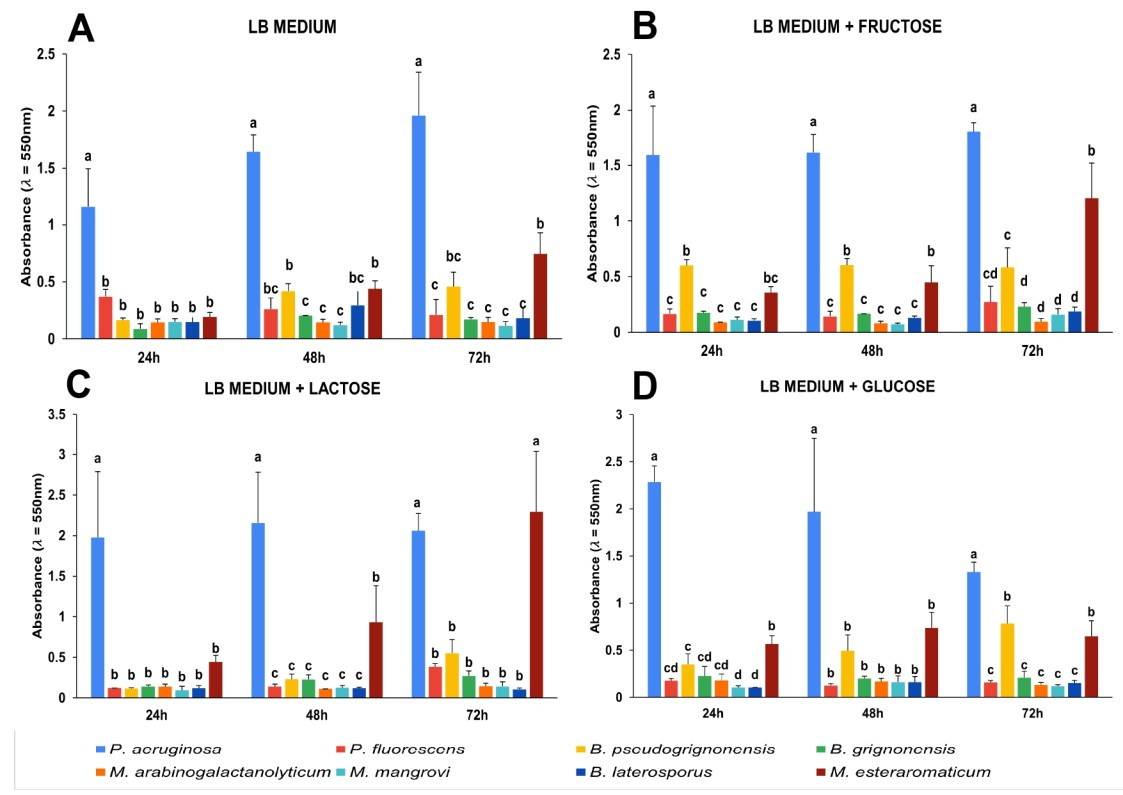 A
LB MEDIUM
Absorbance (λ = 550nm)
2.5
2
1.5
1
0.5
0
a
b
b
b
b
b
b
b
a
bc
b
c
c
c
bc
b
a
c
bc
c
c
c
c
b
24h
48h
72h
B
LB MEDIUM + FRUCTOSE
Absorbance (λ = 550nm)
2.5
2
1.5
1
0.5
0
a
c
b
c
c
c
c
bc
a
c
b
c
c
c
c
b
a
cd
c
d
d
d
d
b
24h
48h
72h
C
LB MEDIUM + LACTOSE
Absorbance (λ = 550nm)
3.5
3
2.5
2
1.5
1
0.5
0
a
b
b
b
b
b
b
b
a
c
c
c
c
c
c
b
a
b
b
b
b
b
b
a
24h
48h
72h
D
LB MEDIUM + GLUCOSE
Absorbance (λ = 550nm)
3
2.5
2
1.5
1
0.5
0
a
cd
c
cd
cd
d
d
b
a
b
b
b
b
b
b
b
a
c
b
c
c
c
c
b
24h
48h
72h
P. aeruginosa
P. fluorescens
B. pseudogrignonensis
B. grignonensis
M. arabinogalactanolyticum
M. mangrovi
B. laterosporus
M. esteraromaticum